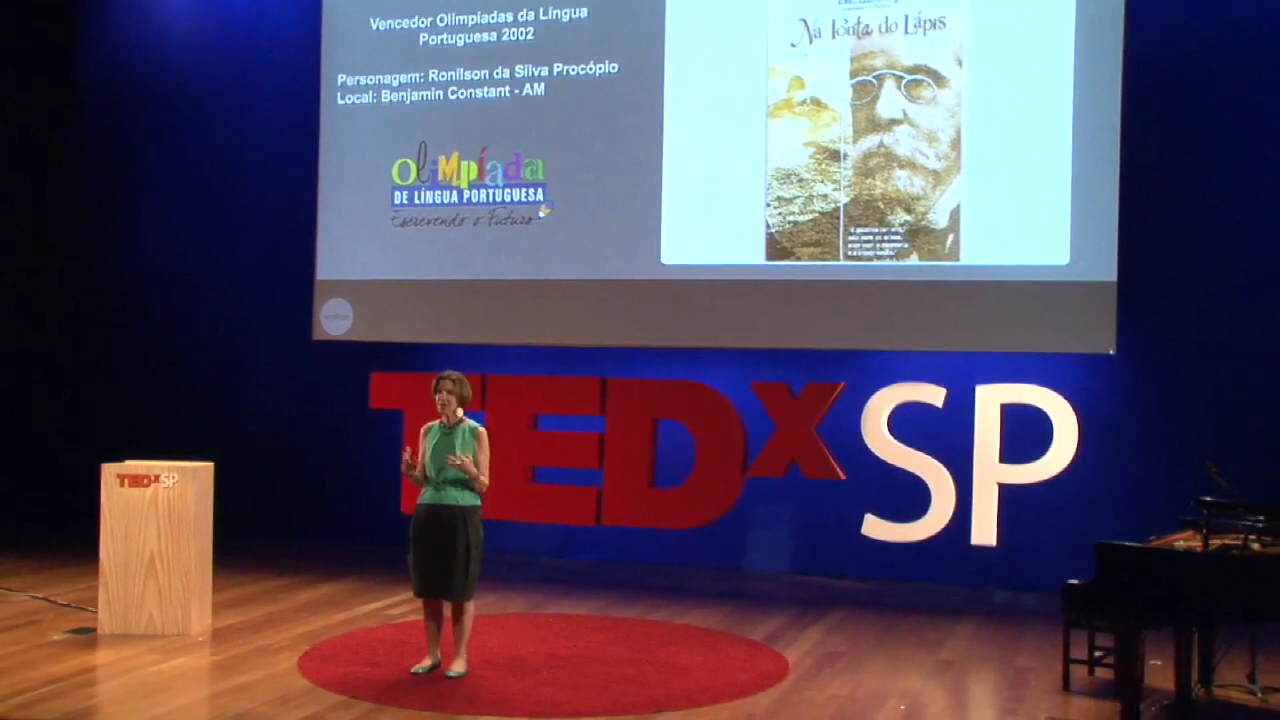 Vencedor Olimpíadas da Língua
Portuguesa 2002
Personagem: Ronilson da Silva Procópio
Local: Benjamin Constant - AM
Olimpíada
DE LÍNGUA PORTUGUESA
Escrevendo o Futuro
Na Ponta do Lápis
TEDxSP
TEDxSP